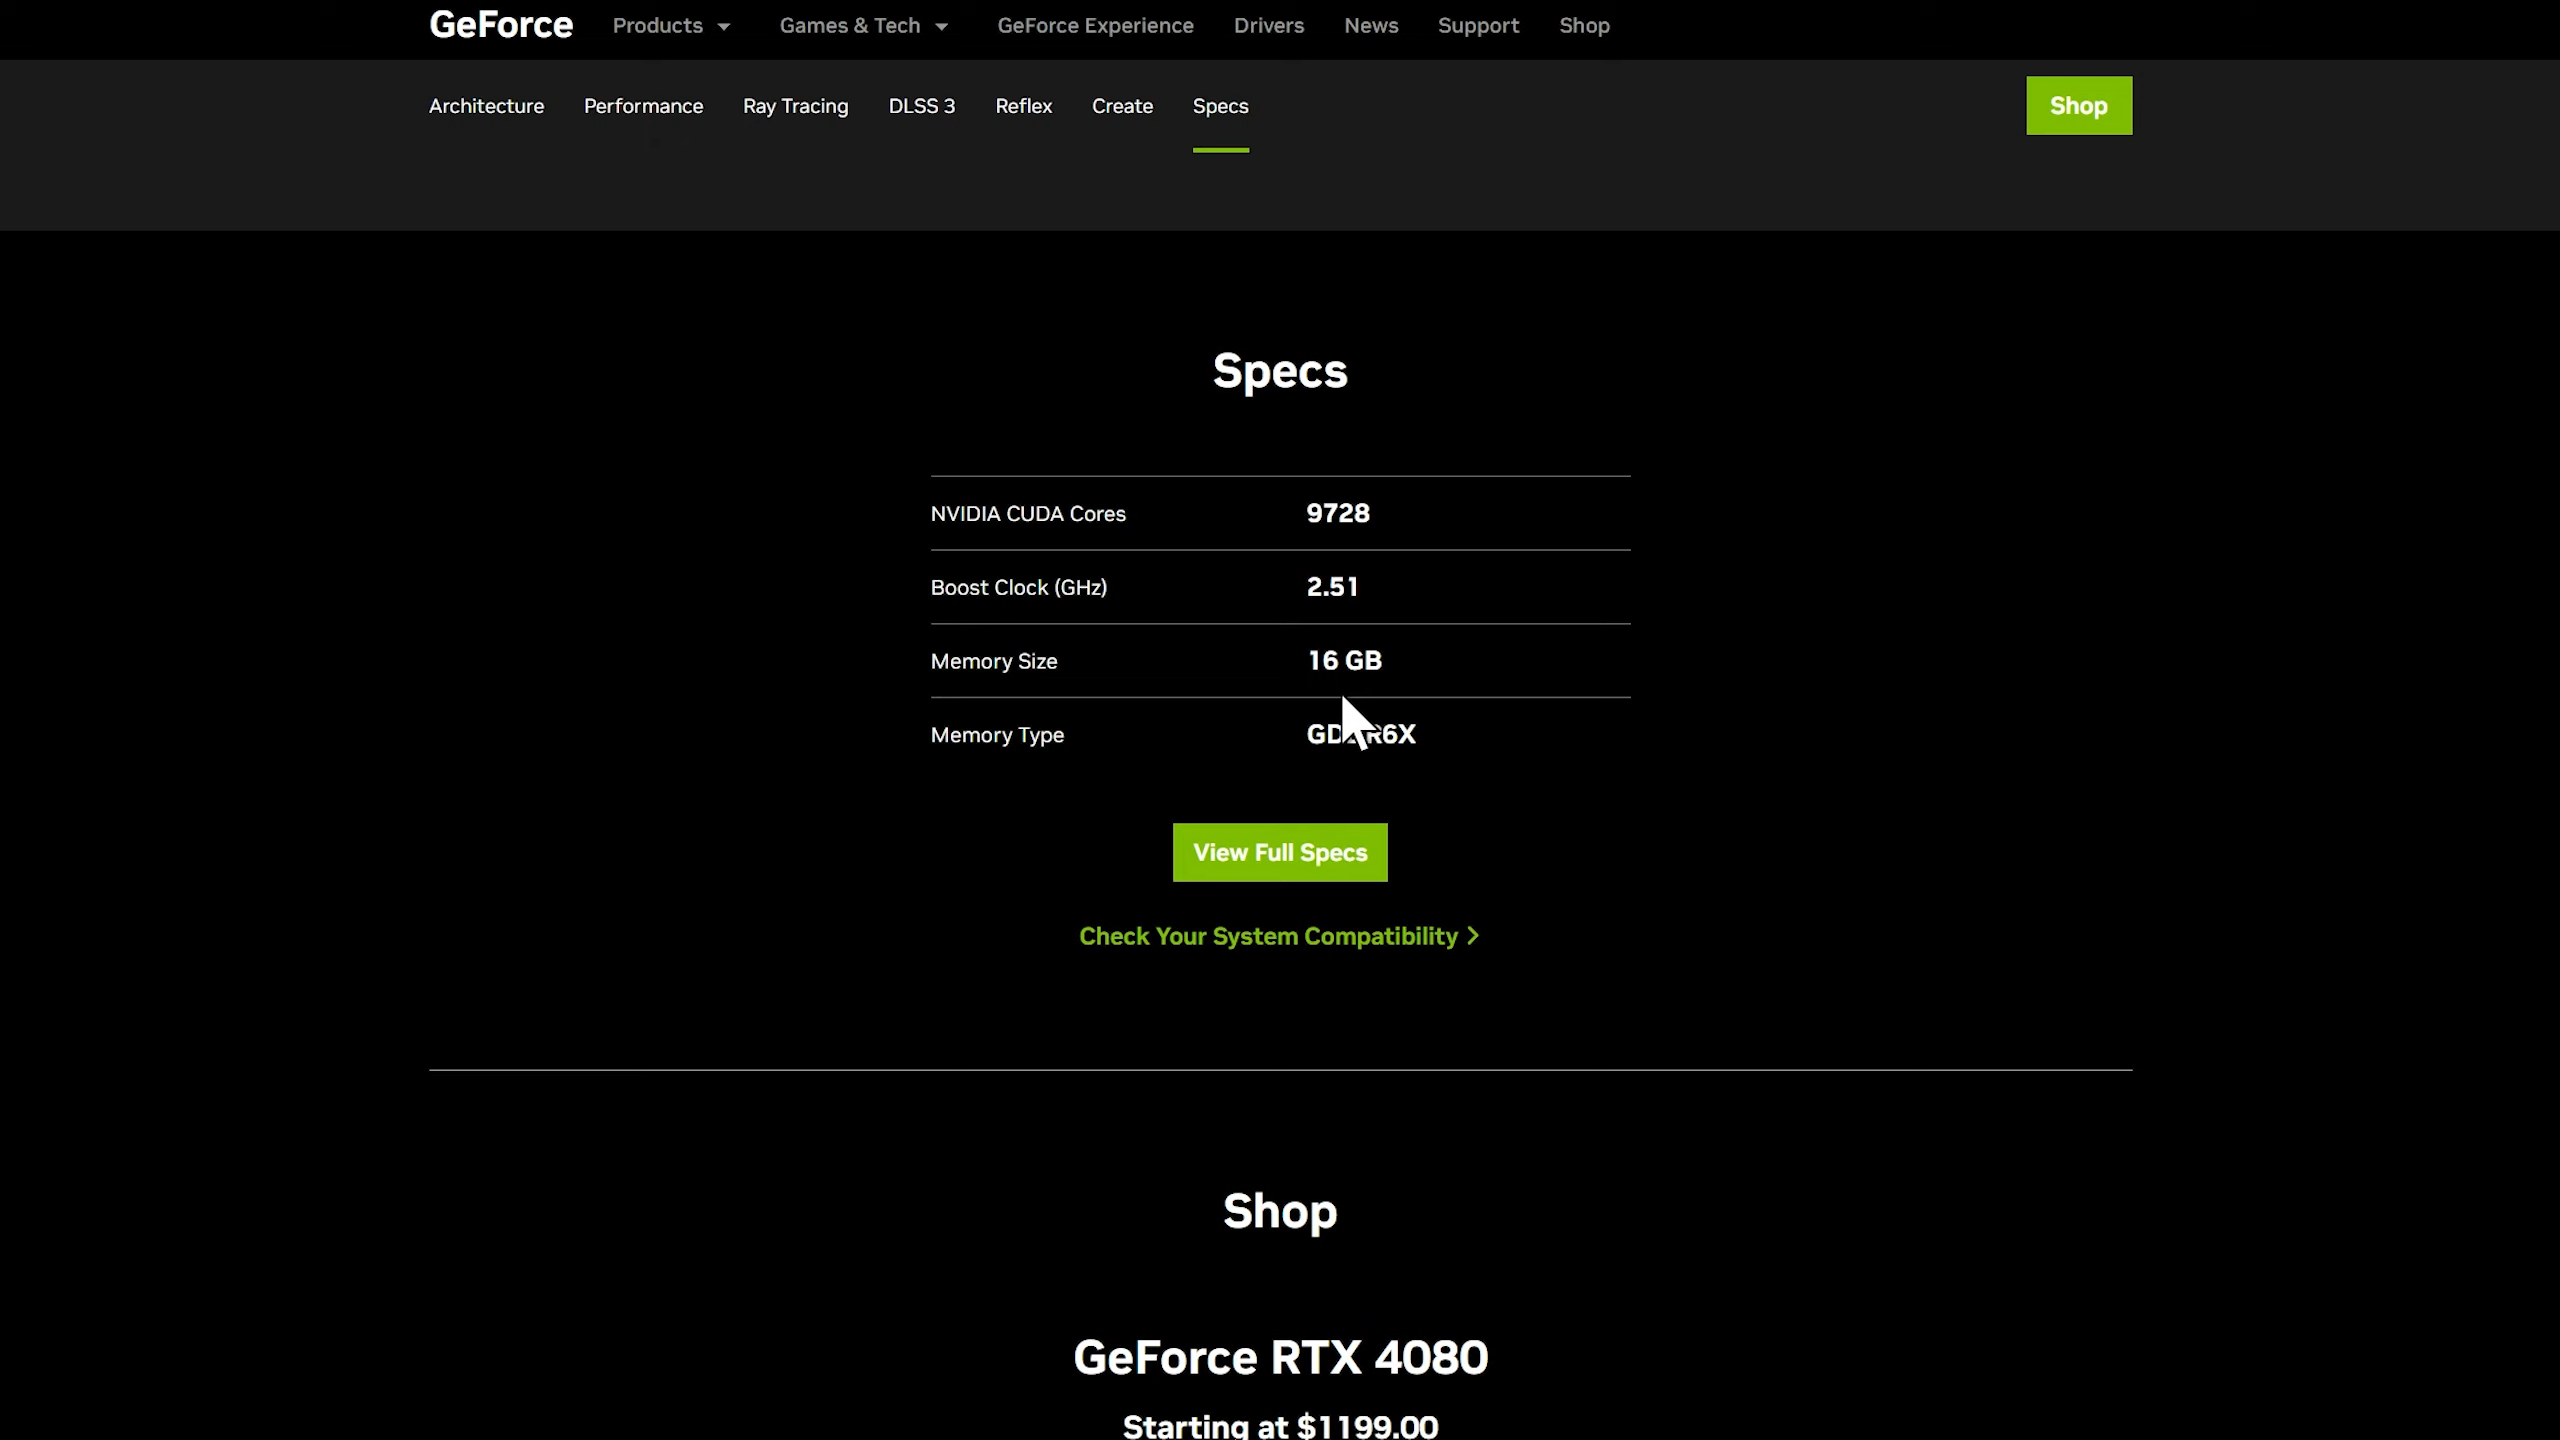 GeForce Products Games & Tech GeForce Experience Drivers News Support Shop
Architecture Performance Ray Tracing DLSS 3 Reflex Create Specs Shop
Specs
NVIDIA CUDA Cores 9728
Boost Clock (GHz) 2.51
Memory Size 16 GB
Memory Type
View Full Specs
Check Your System Compatibility >
Shop
GeForce RTX 4080
Starting at $1199.00